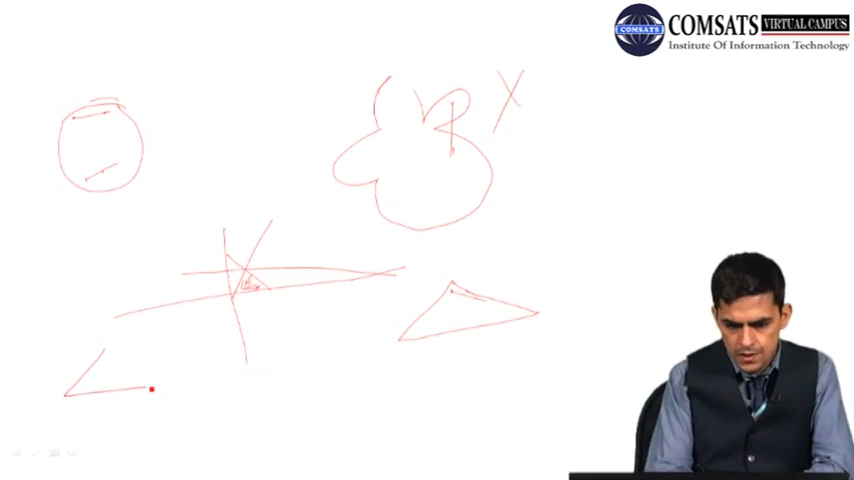 COMSATS VIRTUAL CAMPUS
COMSATS
Institute Of Information Technology
X